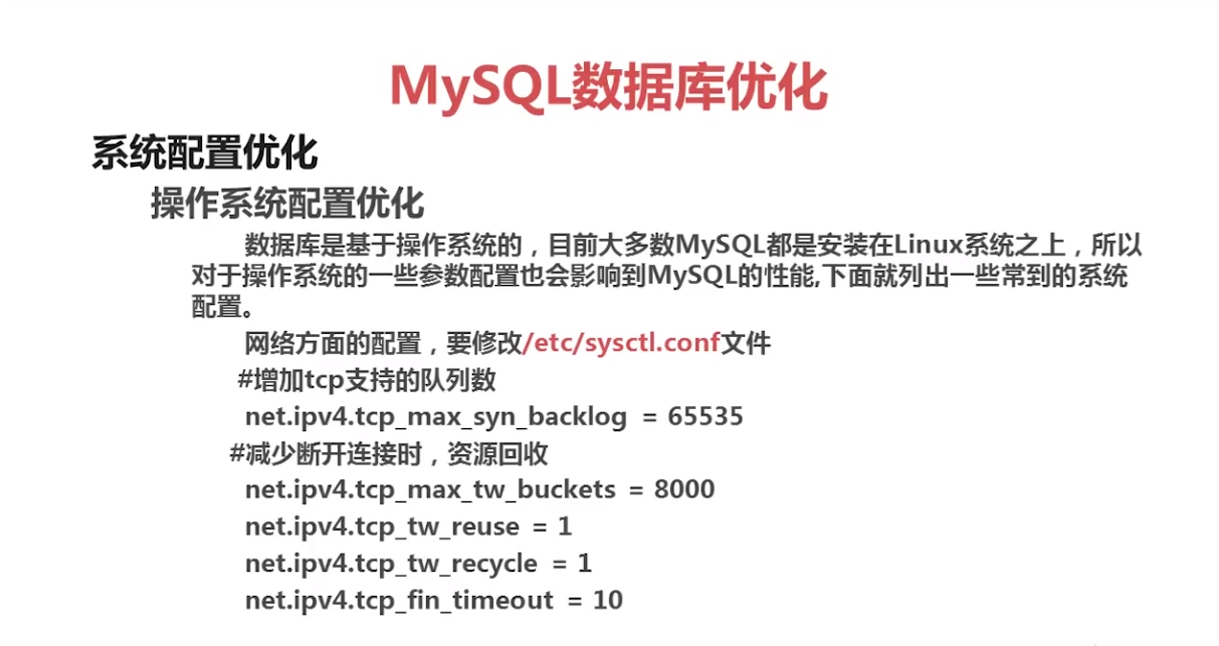 MySQL数据库优化
系统配置优化
操作系统配置优化
数据库是基于操作系统的，目前大多数MySQL都是安装在Linux系统之上，所以
对于操作系统的一些参数配置也会影响到MySQL的性能,下面就列出一些常到的系统
配置。
网络方面的配置，要修改/etc/sysctl.conf文件
#增加tcp支持的队列数
net.ipv4.tcp_max_syn_backlog = 65535
#减少断开连接时，资源回收
net.ipv4.tcp_max_tw_buckets = 8000
net.ipv4.tcp_tw_reuse = 1
net.ipv4.tcp_tw_recycle = 1
net.ipv4.tcp_fin_timeout = 10